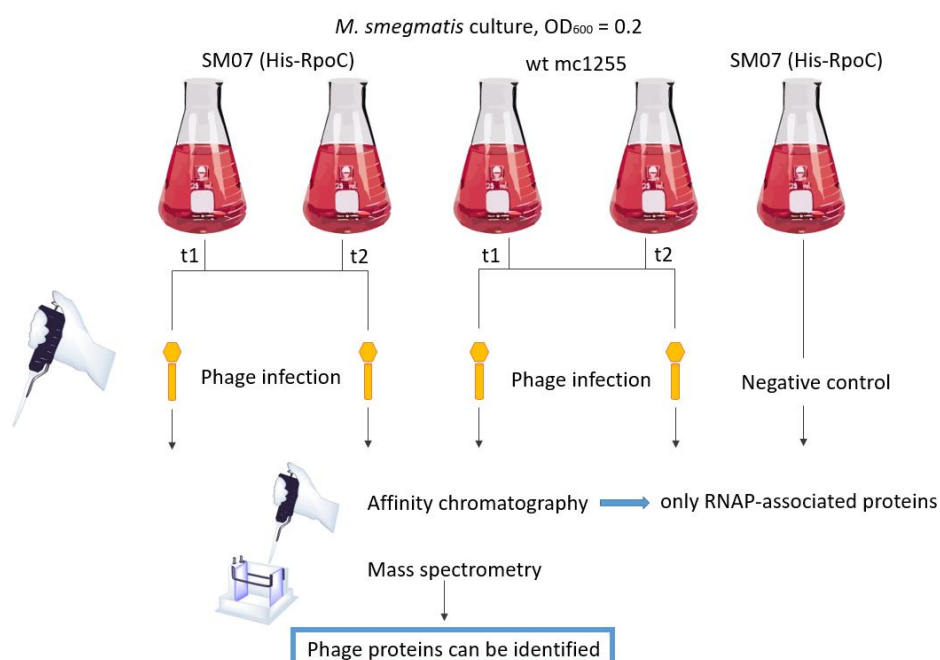 M. smegmatis culture, OD₆₀₀ = 0.2
SM07 (His-RpoC)
wt mc1255
SM07 (His-RpoC)
t1
t2
t1
t2
Phage infection
Phage infection
Negative control
Affinity chromatography
only RNAP-associated proteins
Mass spectrometry
Phage proteins can be identified